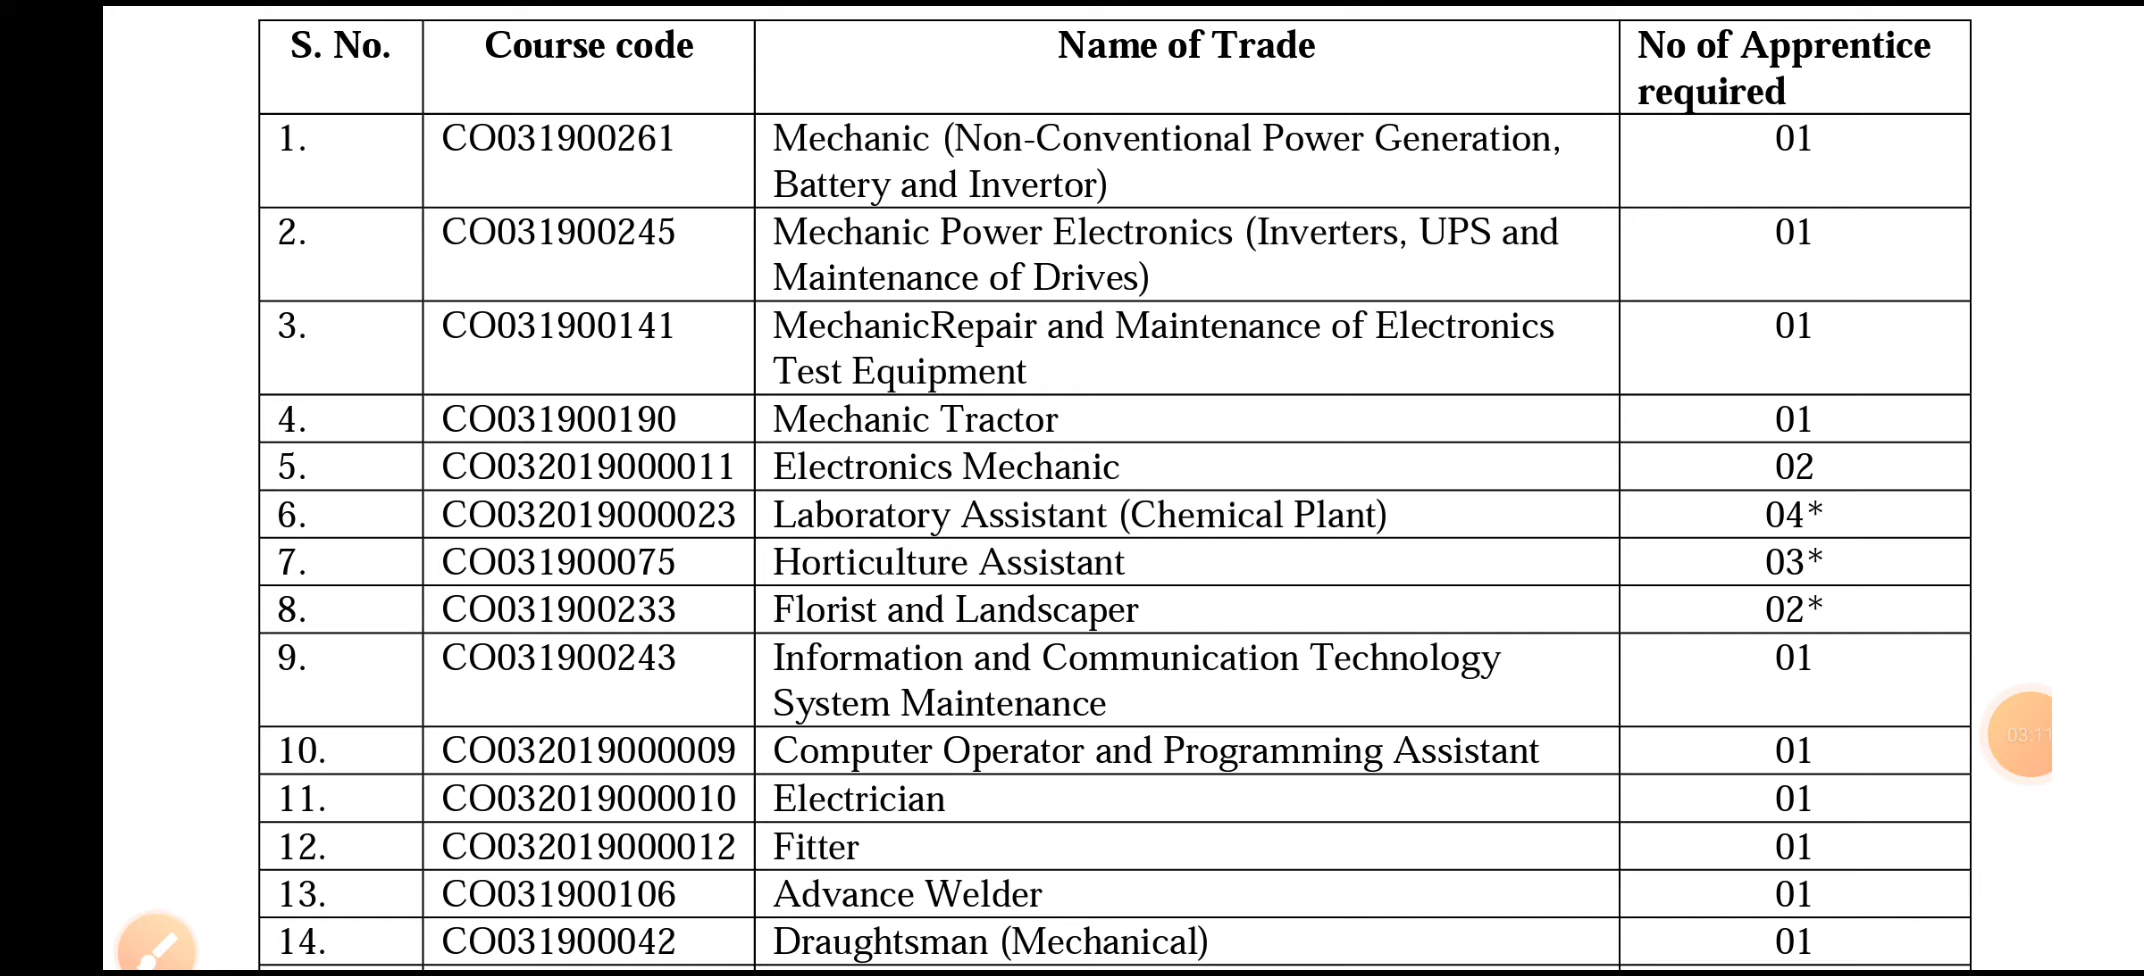 S. No. Course code Name of Trade No of Apprentice
required
1. CO031900261 Mechanic (Non-Conventional Power Generation, 01
Battery and Invertor)
2. CO031900245 Mechanic Power Electronics (Inverters, UPS and 01
Maintenance of Drives)
3. CO031900141 MechanicRepair and Maintenance of Electronics 01
Test Equipment
4. CO031900190 Mechanic Tractor 01
5. CO032019000011 Electronics Mechanic 02
6. CO032019000023 Laboratory Assistant (Chemical Plant) 04*
7. CO031900075 Horticulture Assistant 03*
8. CO031900233 Florist and Landscaper 02*
9. CO031900243 Information and Communication Technology 01
System Maintenance
10. CO032019000009 Computer Operator and Programming Assistant 01
11. CO032019000010 Electrician 01
12. CO032019000012 Fitter 01
13. CO031900106 Advance Welder 01
14. CO031900042 Draughtsman (Mechanical) 01
03:11